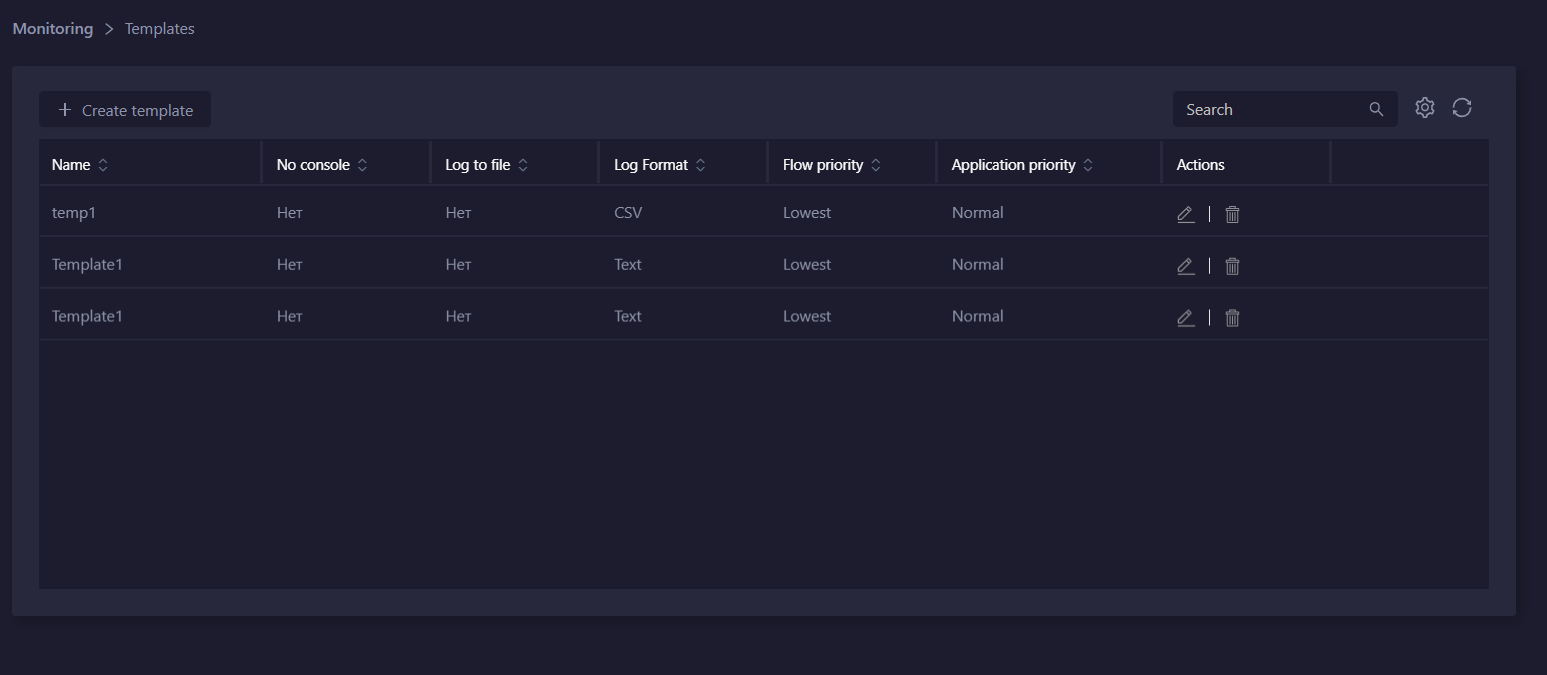 Monitoring > Templates
+ Create template
Search
Name No console Log to file Log Format Flow priority Application priority Actions
temp1 Нет Нет CSV Lowest Normal
Template1 Нет Нет Text Lowest Normal
Template1 Нет Нет Text Lowest Normal